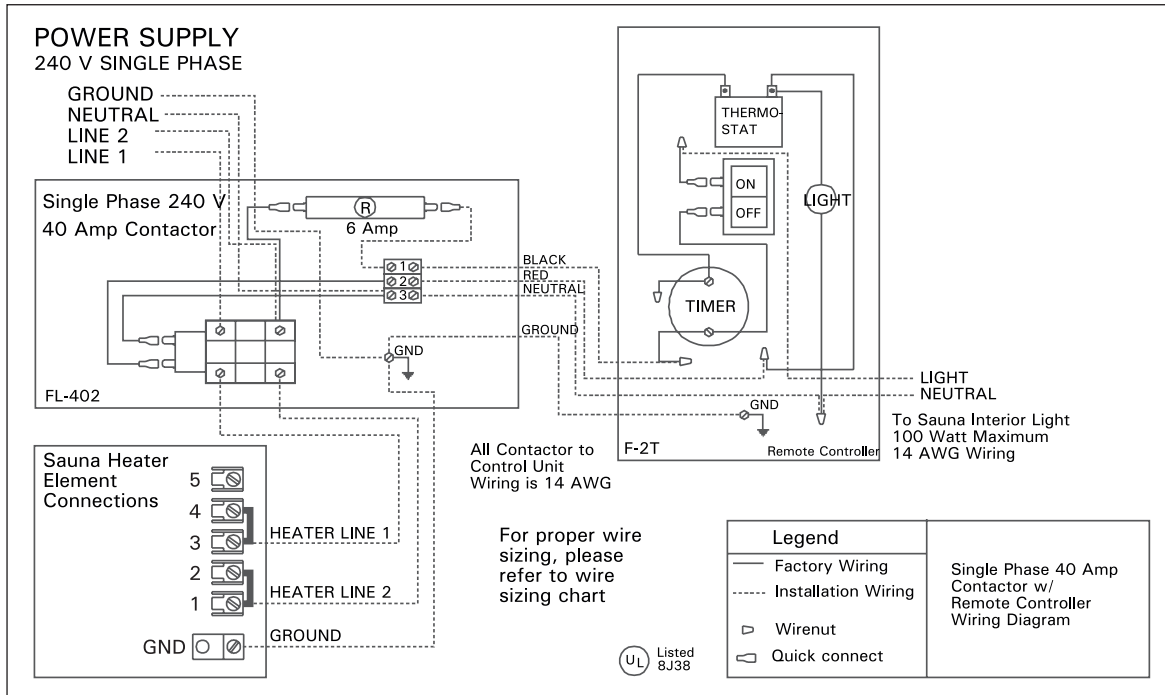 POWER SUPPLY
240 V SINGLE PHASE
GROUND
NEUTRAL
LINE 2
LINE 1
Single Phase 240 V
40 Amp Contactor
R
6 Amp
1
2
3
BLACK
RED
NEUTRAL
GROUND
GND
FL-402
THERMO-
STAT
ON
OFF
LIGHT
TIMER
GND
F-2T
Remote Controller
LIGHT
NEUTRAL
To Sauna Interior Light
100 Watt Maximum
14 AWG Wiring
All Contactor to
Control Unit
Wiring is 14 AWG
Sauna Heater
Element
Connections
5
4
3
2
1
GND
HEATER LINE 1
HEATER LINE 2
GROUND
For proper wire
sizing, please
refer to wire
sizing chart
UL
Listed
8J38
Legend
Factory Wiring
Installation Wiring
Wirenut
Quick connect
Single Phase 40 Amp
Contactor w/
Remote Controller
Wiring Diagram